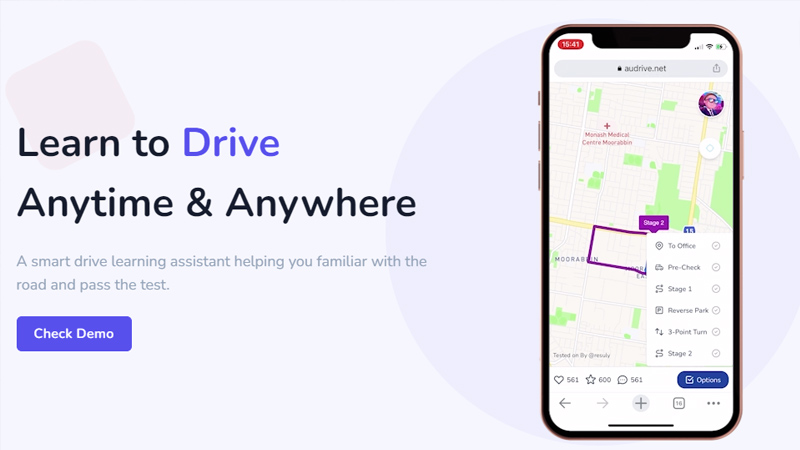 Learn to Drive
Anytime & Anywhere
A smart drive learning assistant helping you familiar with the
road and pass the test.
Check Demo
15:41
audrive.net
Monash Medical
Centre Moorabbin
Stage 2
15
MOORABBIN
To Office
Pre-Check
Stage 1
Reverse Park
3-Point Turn
Stage 2
Tested on By @resuly
561
600
561
Options